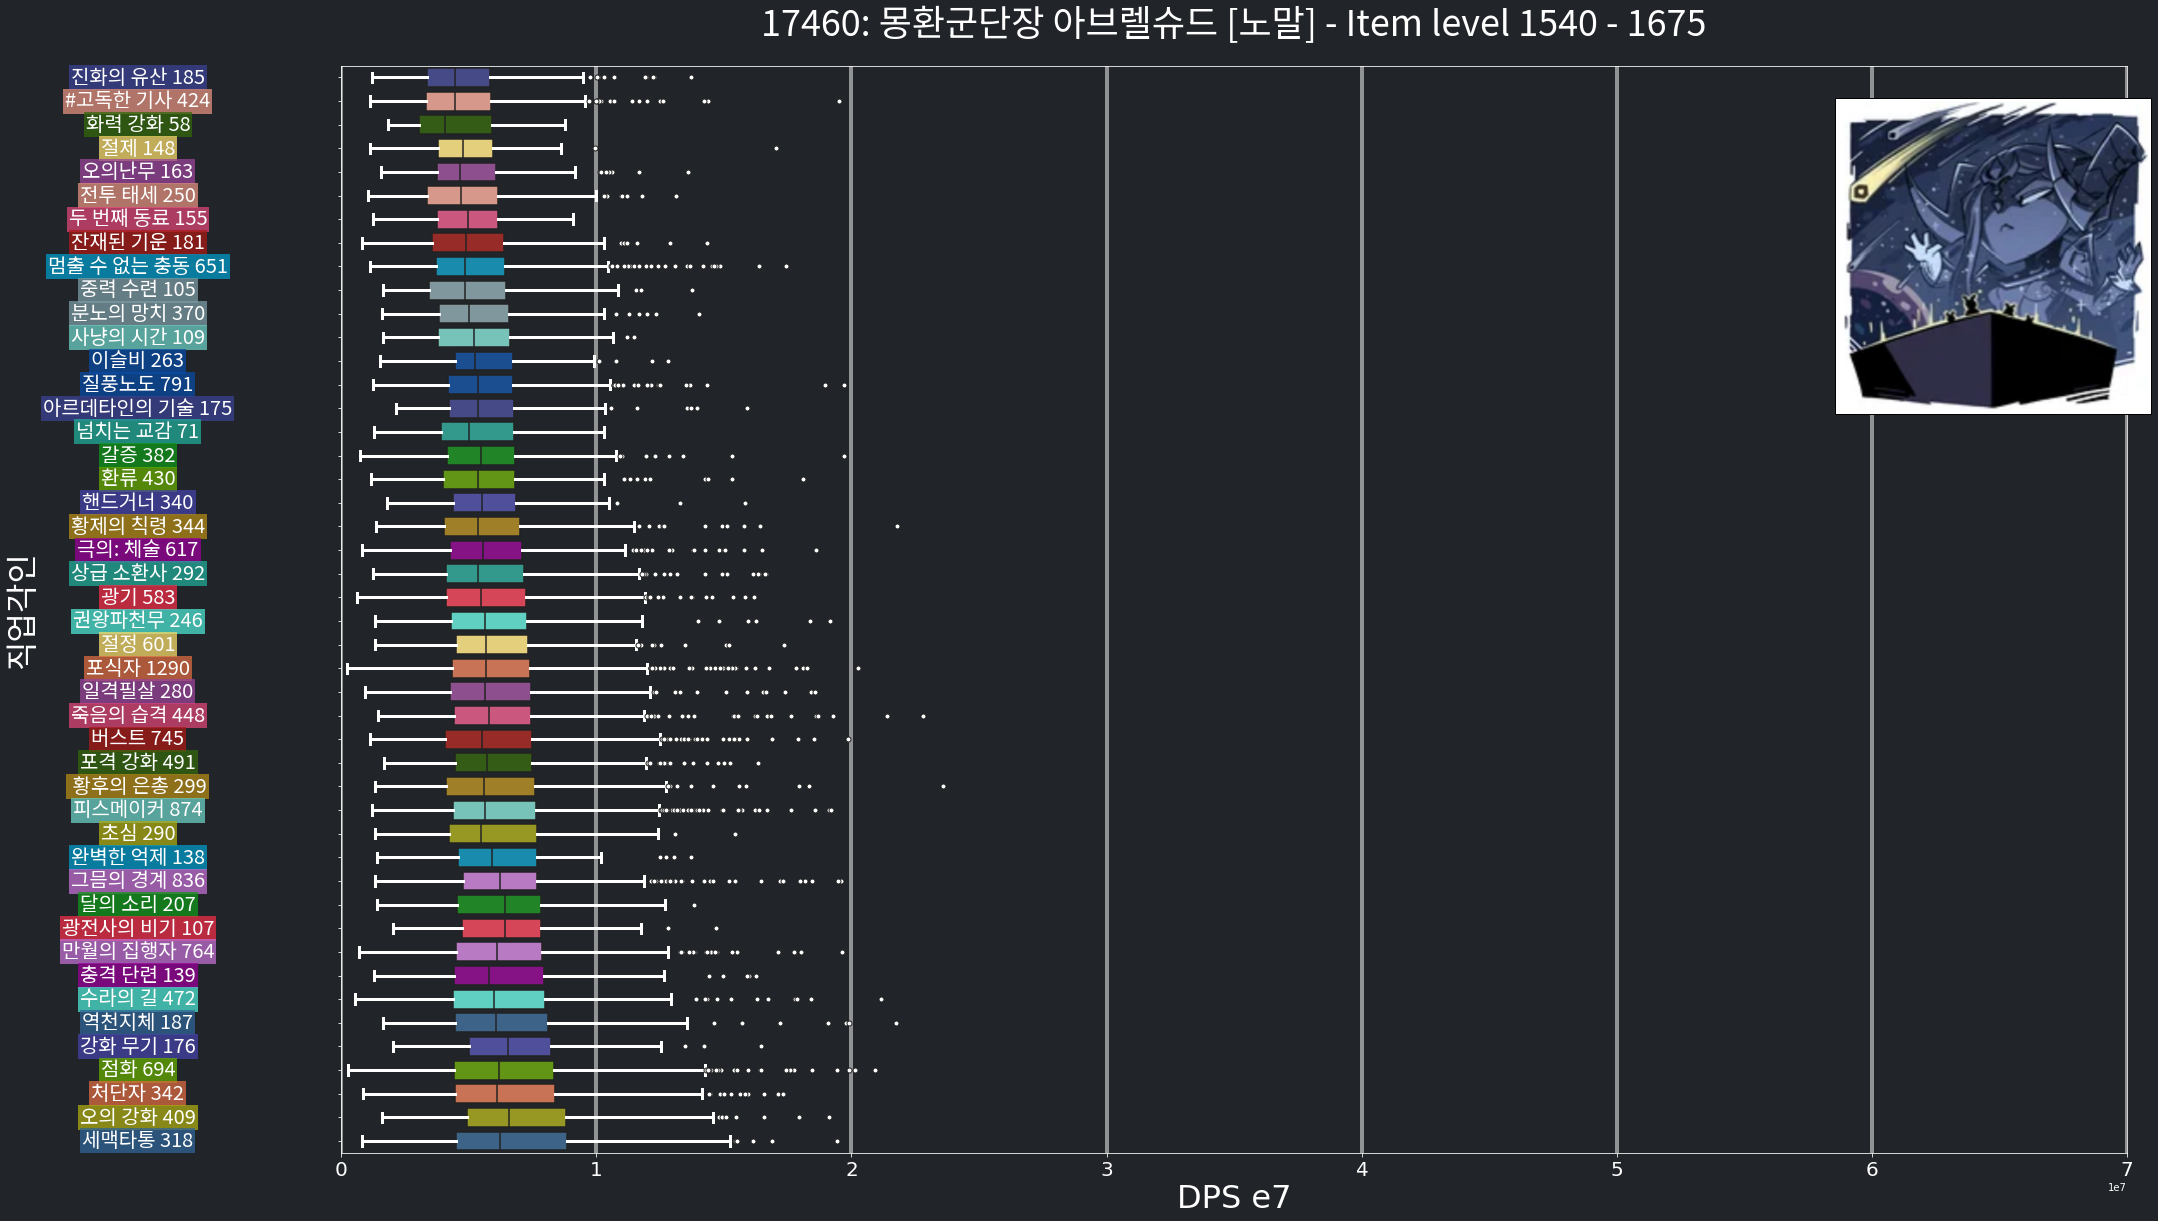 17460: 몽환군단장 아브렐슈드 [노말] - Item level 1540 - 1675
직업각인
진화의 유산 185
#고독한 기사 424
화력 강화 58
절제 148
오의난무 163
전투 태세 250
두 번째 동료 155
잔재된 기운 181
멈출 수 없는 충동 651
중력 수련 105
분노의 망치 370
사냥의 시간 109
이슬비 263
질풍노도 791
아르데타인의 기술 175
넘치는 교감 71
갈증 382
환류 430
핸드거너 340
황제의 칙령 344
극의: 체술 617
상급 소환사 292
광기 583
권왕파천무 246
절정 601
포식자 1290
일격필살 280
죽음의 습격 448
버스트 745
포격 강화 491
황후의 은총 299
피스메이커 874
초심 290
완벽한 억제 138
그믐의 경계 836
달의 소리 207
광전사의 비기 107
만월의 집행자 764
충격 단련 139
수라의 길 472
역천지체 187
강화 무기 176
점화 694
처단자 342
오의 강화 409
세맥타통 318
0 1 2 3 4 5 6 7
1e7
DPS e7